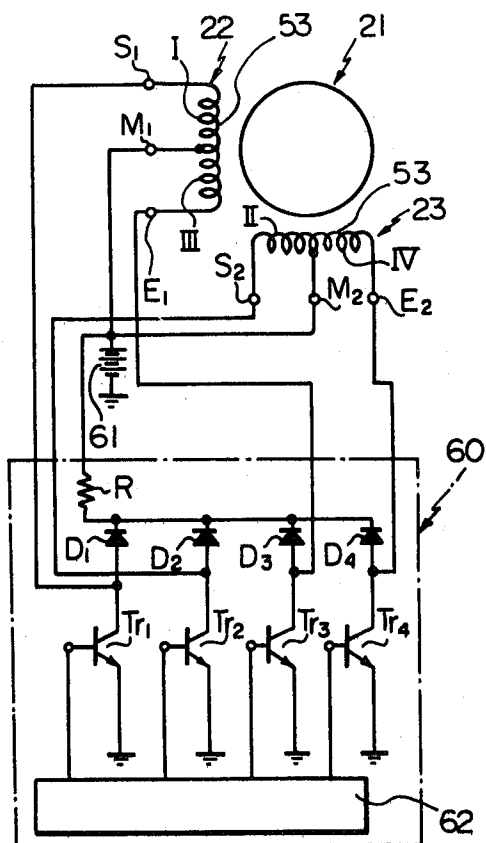 I 22 53 21
S1
M1
III
E1
II 53 23
IV
S2 M2 E2
61
60
R
D1 D2 D3 D4
Tr1 Tr2 Tr3 Tr4
62